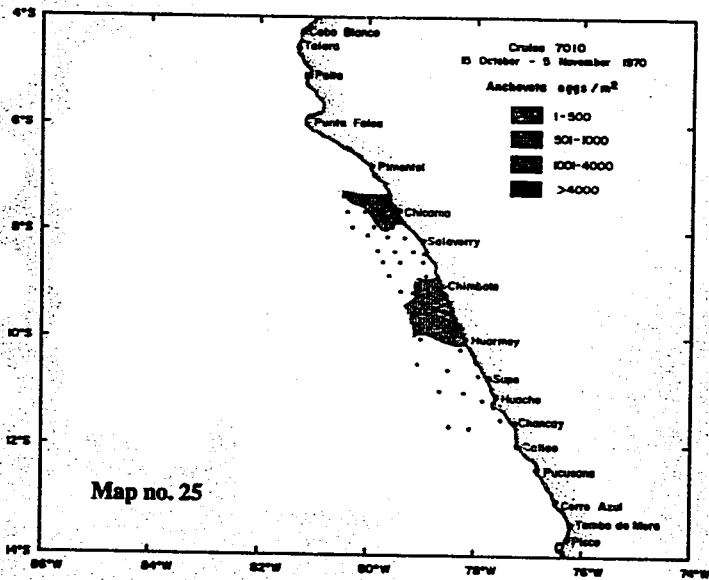 4°S
Cabo Blanco
Talara
Cruise 7010
15 October - 5 November 1970
Paita
Anchoveta eggs/m²
1-500
6°S
Punta Falsa
501-1000
Pimentel
1001-4000
>4000
Chicama
8°S
Salaverry
Chimbote
10°S
Huarmey
Supe
Huacho
Chancay
12°S
Callao
Pucusana
Map no. 25
Cerro Azul
Tambo de Mora
Pisco
14°S
86°W
84°W
82°W
80°W
78°W
76°W
74°W